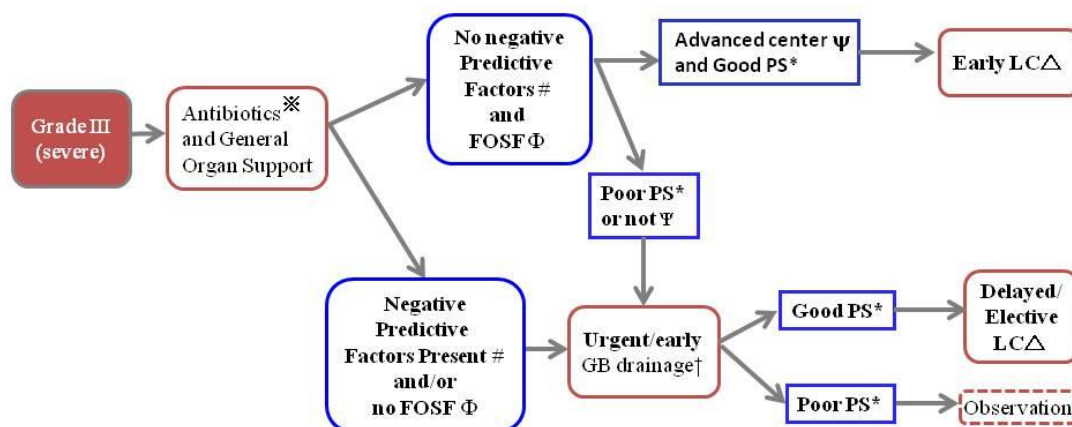 Grade III
(severe)
Antibiotics※
and General
Organ Support
No negative
Predictive
Factors #
and
FOSF Φ
Advanced center Ψ
and Good PS*
Early LC△
Poor PS*
or not Ψ
Negative
Predictive
Factors Present #
and/or
no FOSF Φ
Urgent/early
GB drainage†
Good PS*
Delayed/
Elective
LC△
Poor PS*
Observation